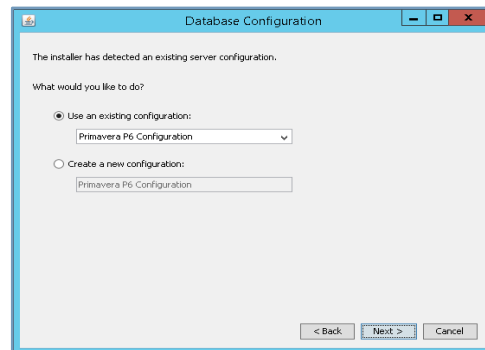 Database Configuration
The installer has detected an existing server configuration.
What would you like to do?
Use an existing configuration:
Primavera P6 Configuration
Create a new configuration:
Primavera P6 Configuration
< Back Next > Cancel